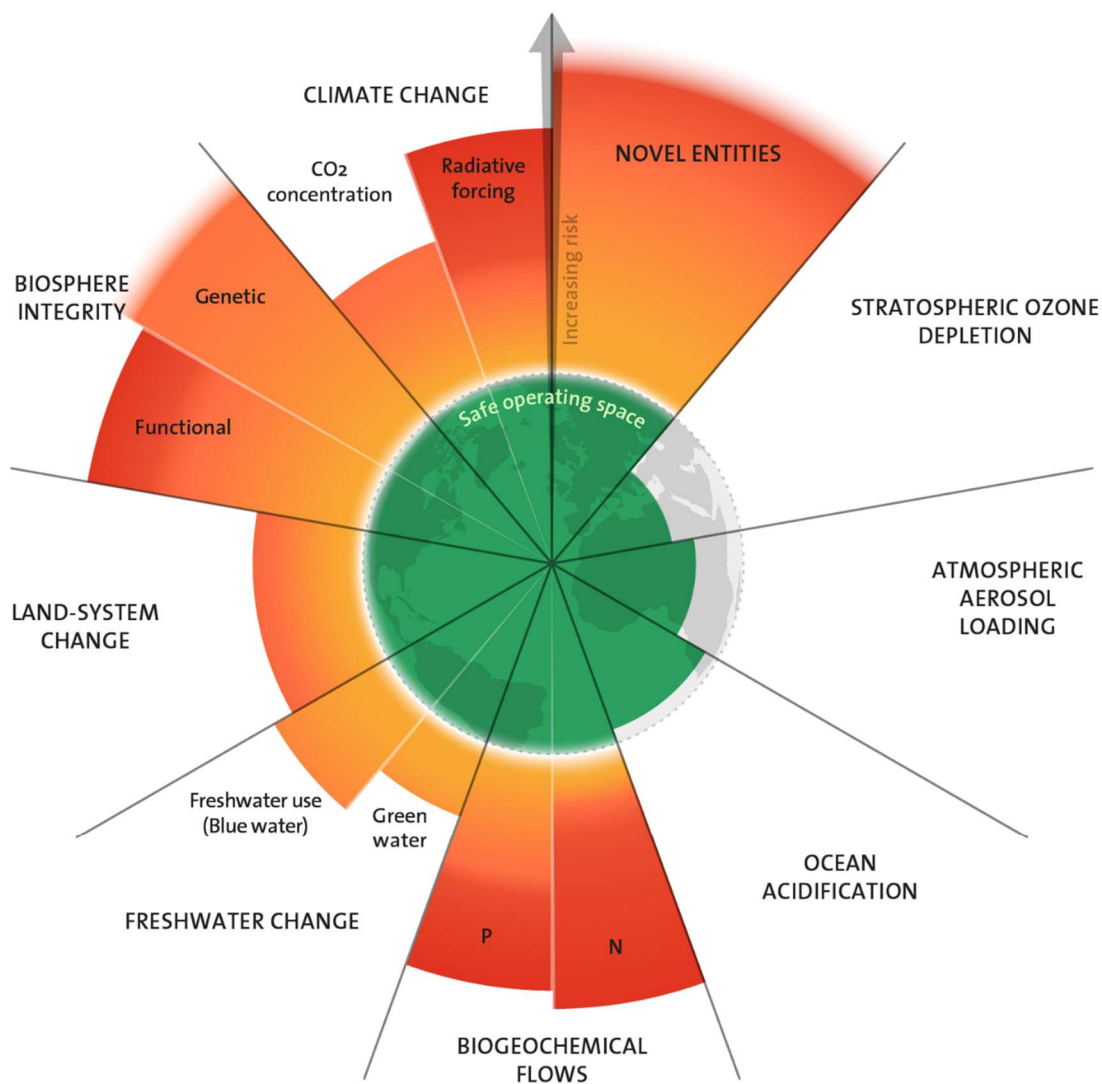 CLIMATE CHANGE
CO2
concentration
Radiative
forcing
NOVEL ENTITIES
Increasing risk
BIOSPHERE
INTEGRITY
Genetic
Functional
STRATOSPHERIC OZONE
DEPLETION
Safe operating space
LAND-SYSTEM
CHANGE
ATMOSPHERIC
AEROSOL
LOADING
Freshwater use
(Blue water)
Green
water
FRESHWATER CHANGE
P
N
OCEAN
ACIDIFICATION
BIOGEOCHEMICAL
FLOWS